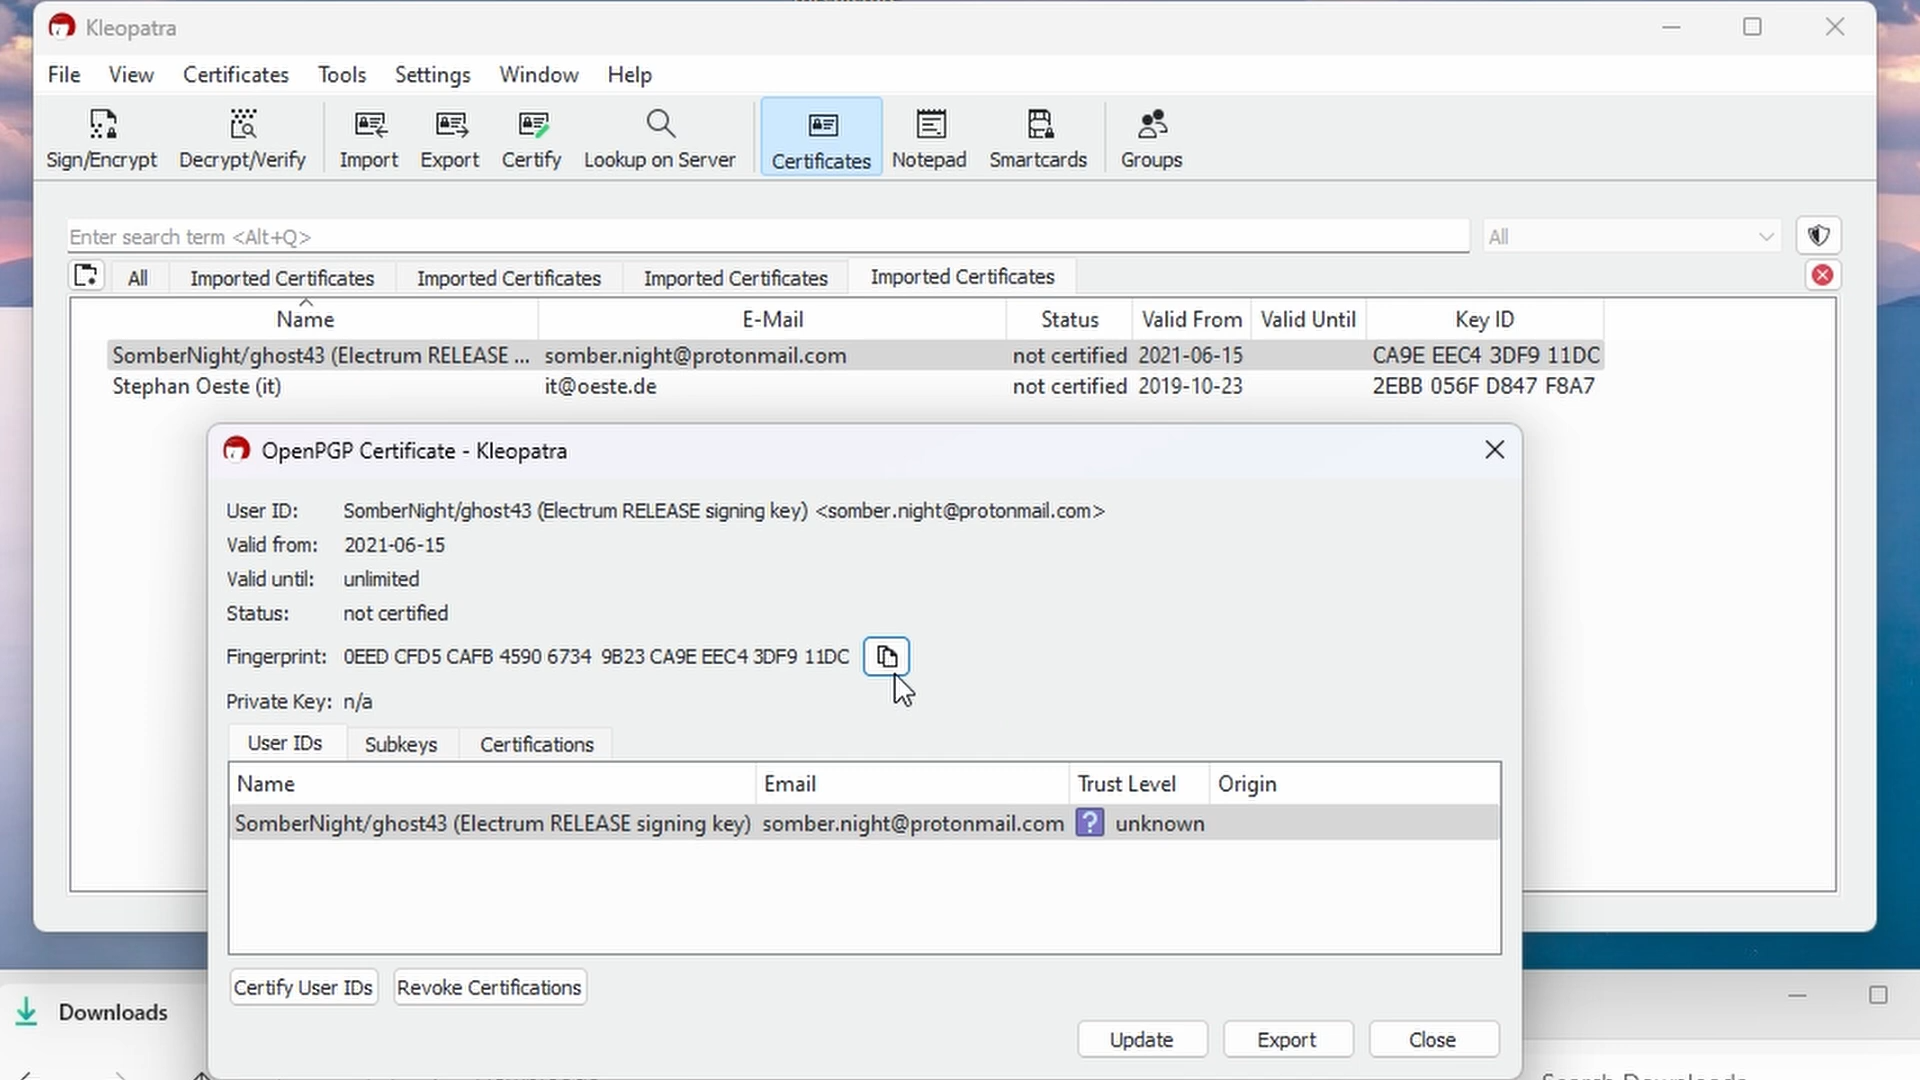 Kleopatra
File View Certificates Tools Settings Window Help
Sign/Encrypt Decrypt/Verify Import Export Certify Lookup on Server Certificates Notepad Smartcards Groups
Enter search term <Alt+Q> All
All Imported Certificates Imported Certificates Imported Certificates Imported Certificates
Name E-Mail Status Valid From Valid Until Key ID
SomberNight/ghost43 (Electrum RELEASE ... somber.night@protonmail.com not certified 2021-06-15 CA9E EEC4 3DF9 11DC
Stephan Oeste (it) it@oeste.de not certified 2019-10-23 2EBB 056F D847 F8A7
OpenPGP Certificate - Kleopatra
User ID: SomberNight/ghost43 (Electrum RELEASE signing key) <somber.night@protonmail.com>
Valid from: 2021-06-15
Valid until: unlimited
Status: not certified
Fingerprint: 0EED CFD5 CAFB 4590 6734 9B23 CA9E EEC4 3DF9 11DC
Private Key: n/a
User IDs Subkeys Certifications
Name Email Trust Level Origin
SomberNight/ghost43 (Electrum RELEASE signing key) somber.night@protonmail.com ? unknown
Certify User IDs Revoke Certifications
Downloads
Update Export Close
Search Downloads